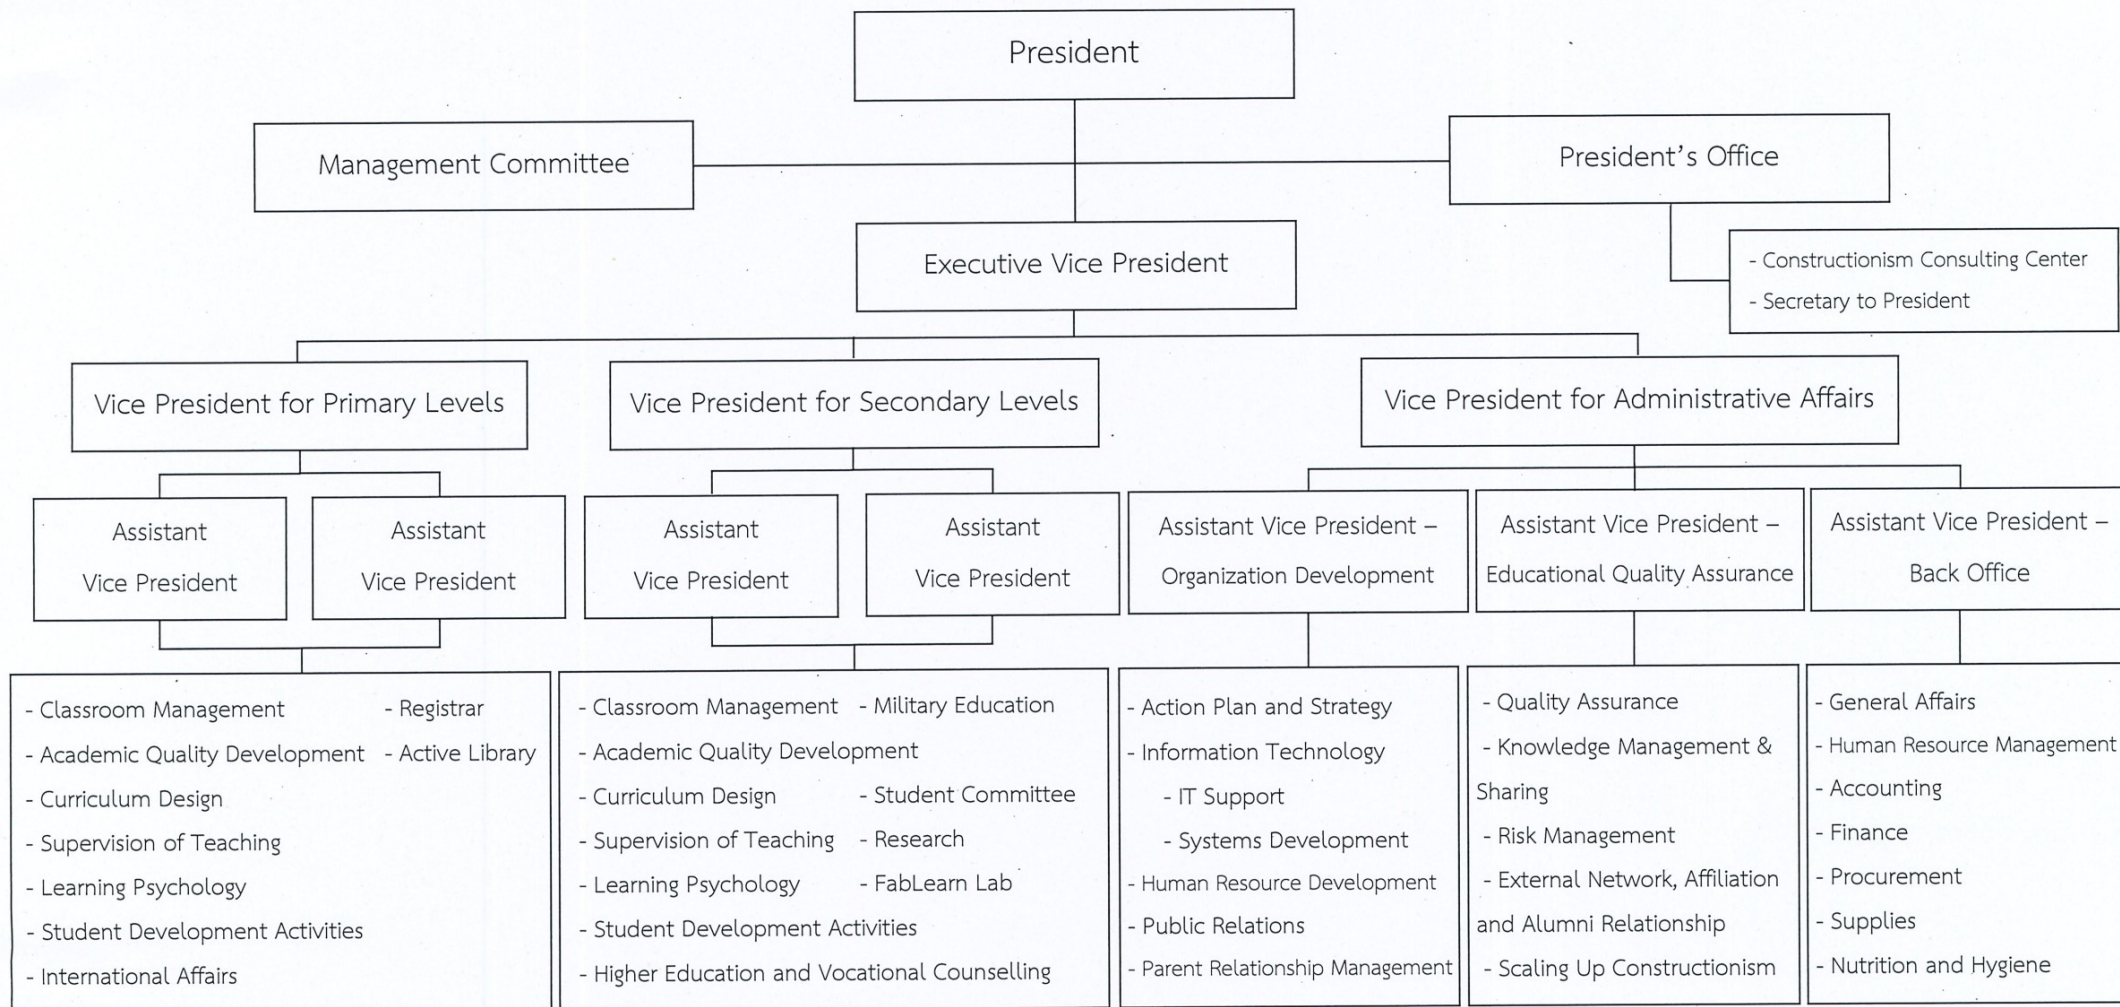 President
Management Committee
President's Office
Executive Vice President
- Constructionism Consulting Center
- Secretary to President
Vice President for Primary Levels
Vice President for Secondary Levels
Vice President for Administrative Affairs
Assistant
Vice President
Assistant
Vice President
Assistant
Vice President
Assistant
Vice President
Assistant Vice President –
Organization Development
Assistant Vice President –
Educational Quality Assurance
Assistant Vice President –
Back Office
- Classroom Management - Registrar
- Academic Quality Development - Active Library
- Curriculum Design
- Supervision of Teaching
- Learning Psychology
- Student Development Activities
- International Affairs
- Classroom Management - Military Education
- Academic Quality Development
- Curriculum Design - Student Committee
- Supervision of Teaching - Research
- Learning Psychology - FabLearn Lab
- Student Development Activities
- Higher Education and Vocational Counselling
- Action Plan and Strategy
- Information Technology
- IT Support
- Systems Development
- Human Resource Development
- Public Relations
- Parent Relationship Management
- Quality Assurance
- Knowledge Management &
Sharing
- Risk Management
- External Network, Affiliation
and Alumni Relationship
- Scaling Up Constructionism
- General Affairs
- Human Resource Management
- Accounting
- Finance
- Procurement
- Supplies
- Nutrition and Hygiene